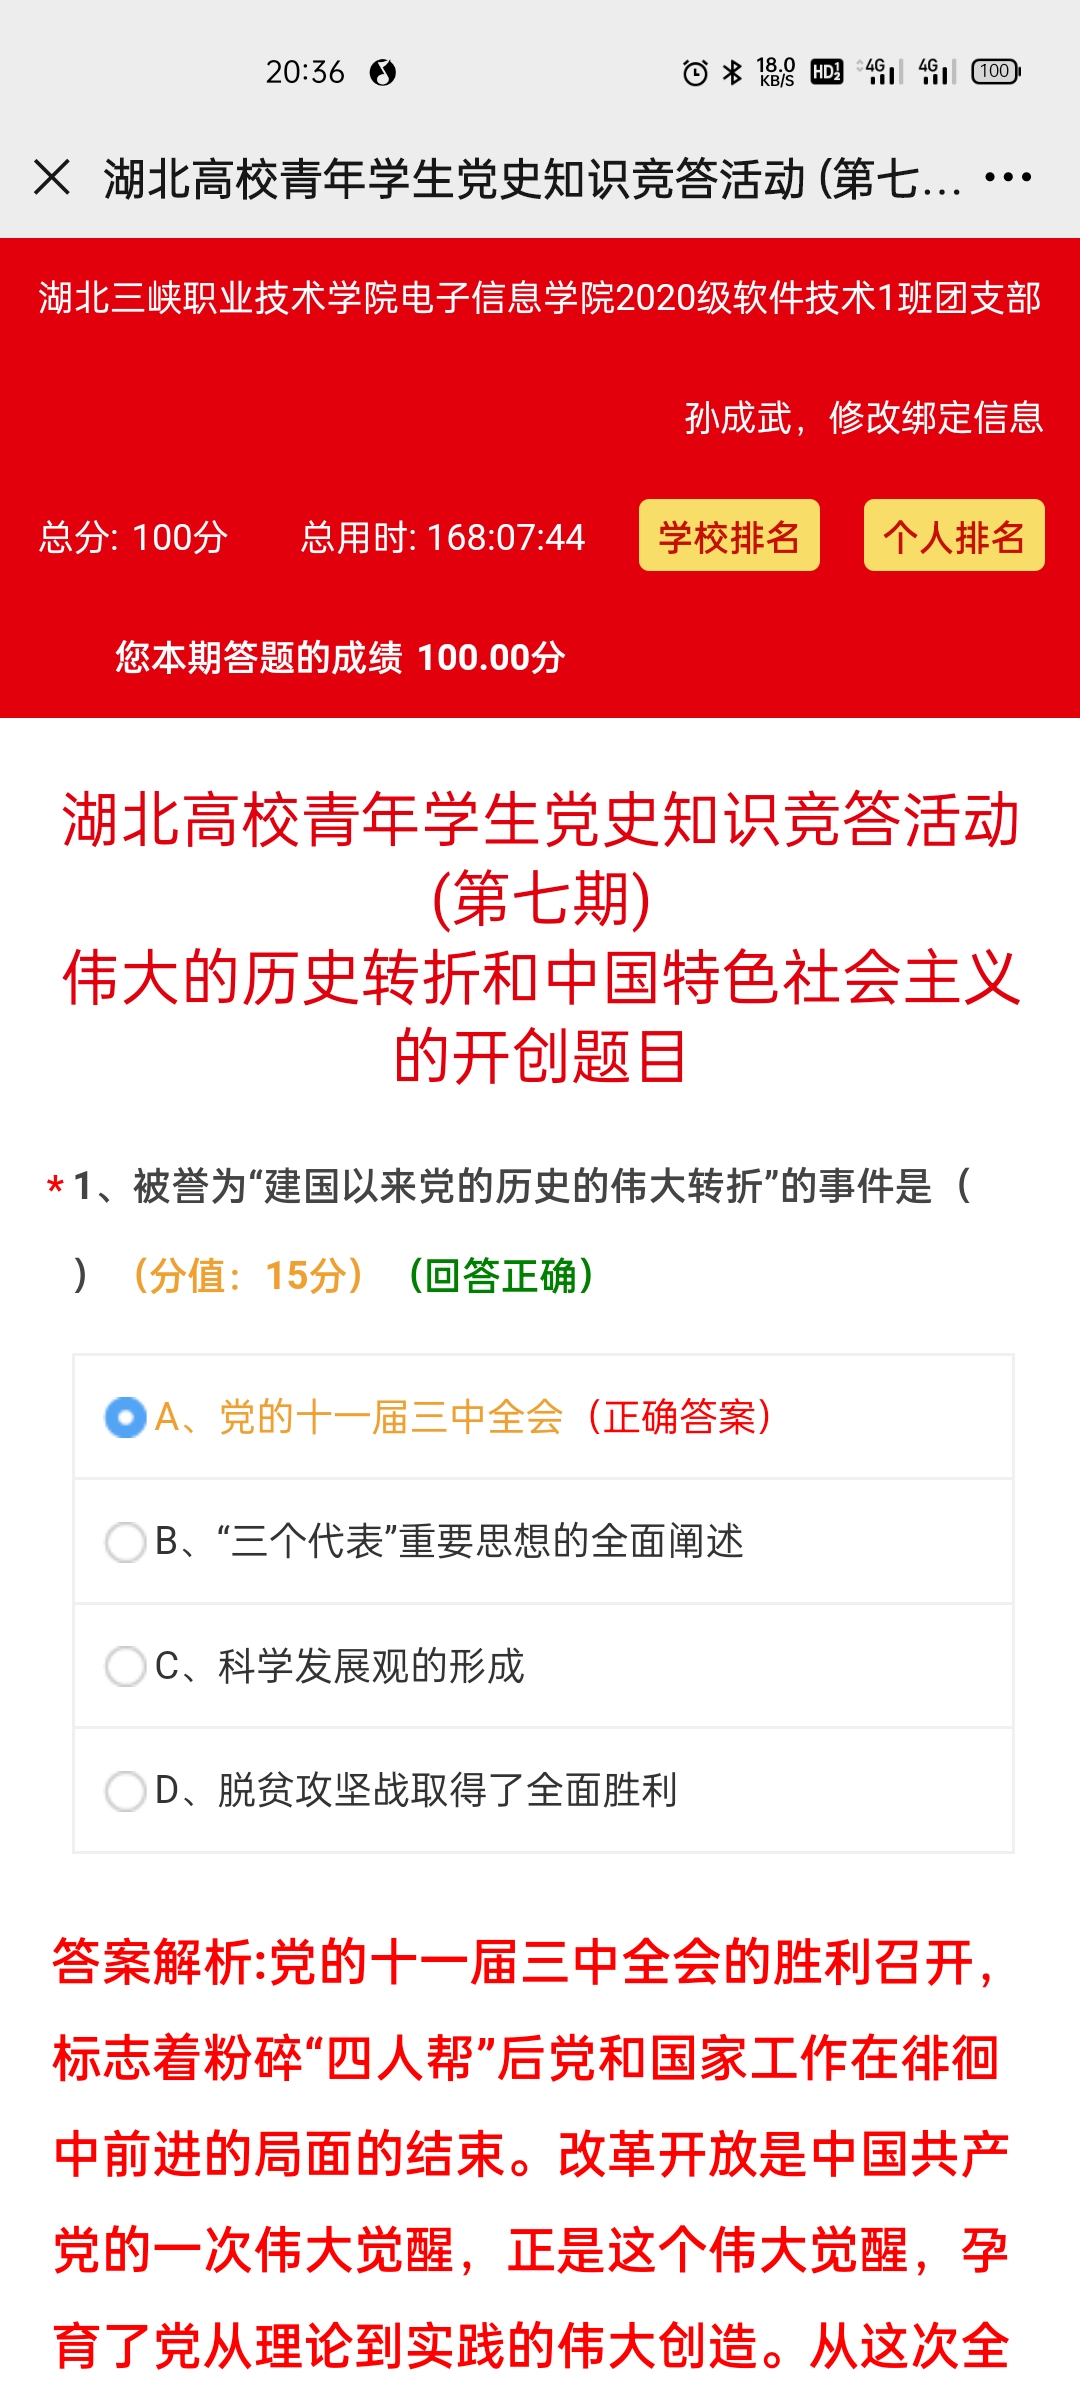 20:36
18.0 KB/S HD 1 2 4G 4G 100
湖北高校青年学生党史知识竞答活动 (第七...
湖北三峡职业技术学院电子信息学院2020级软件技术1班团支部
孙成武，修改绑定信息
总分: 100分 总用时: 168:07:44 学校排名 个人排名
您本期答题的成绩 100.00分
湖北高校青年学生党史知识竞答活动
(第七期)
伟大的历史转折和中国特色社会主义
的开创题目
* 1、被誉为“建国以来党的历史的伟大转折”的事件是（
）（分值：15分）（回答正确）
A、党的十一届三中全会（正确答案）
B、“三个代表”重要思想的全面阐述
C、科学发展观的形成
D、脱贫攻坚战取得了全面胜利
答案解析:党的十一届三中全会的胜利召开，
标志着粉碎“四人帮”后党和国家工作在徘徊
中前进的局面的结束。改革开放是中国共产
党的一次伟大觉醒，正是这个伟大觉醒，孕
育了党从理论到实践的伟大创造。从这次全